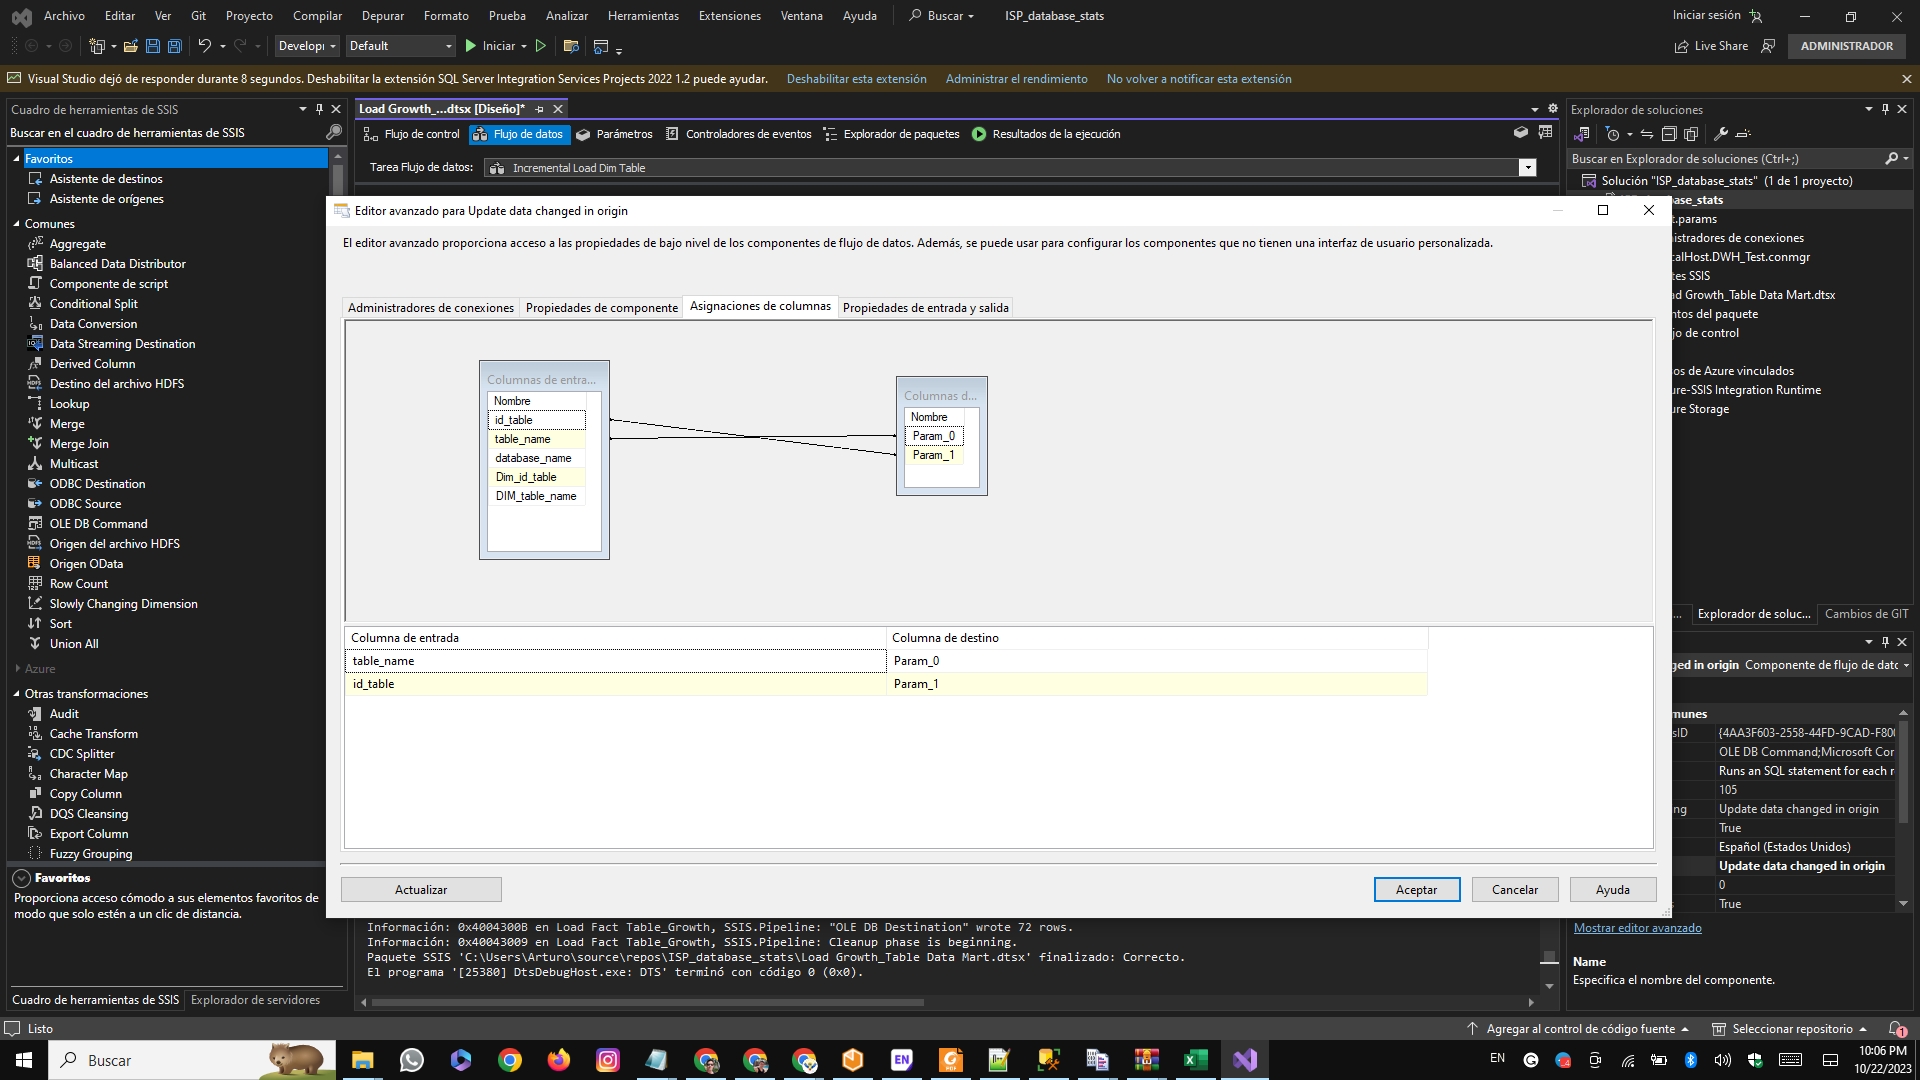 Archivo Editar Ver Git Proyecto Compilar Depurar Formato Prueba Analizar Herramientas Extensiones Ventana Ayuda Buscar ISP_database_stats Iniciar sesión
Developi Default Iniciar Live Share ADMINISTRADOR
Visual Studio dejó de responder durante 8 segundos. Deshabilitar la extensión SQL Server Integration Services Projects 2022 1.2 puede ayudar. Deshabilitar esta extensión Administrar el rendimiento No volver a notificar esta extensión
Cuadro de herramientas de SSIS
Buscar en el cuadro de herramientas de SSIS
Favoritos
Asistente de destinos
Asistente de orígenes
Comunes
Aggregate
Balanced Data Distributor
Componente de script
Conditional Split
Data Conversion
Data Streaming Destination
Derived Column
Destino del archivo HDFS
Lookup
Merge
Merge Join
Multicast
ODBC Destination
ODBC Source
OLE DB Command
Origen del archivo HDFS
Origen OData
Row Count
Slowly Changing Dimension
Sort
Union All
Azure
Otras transformaciones
Audit
Cache Transform
CDC Splitter
Character Map
Copy Column
DQS Cleansing
Export Column
Fuzzy Grouping
Favoritos
Proporciona acceso cómodo a sus elementos favoritos de
modo que solo estén a un clic de distancia.
Cuadro de herramientas de SSIS Explorador de servidores
Load Growth_...dtsx [Diseño]*
Flujo de control Flujo de datos Parámetros Controladores de eventos Explorador de paquetes Resultados de la ejecución
Tarea Flujo de datos: Incremental Load Dim Table
Editor avanzado para Update data changed in origin
El editor avanzado proporciona acceso a las propiedades de bajo nivel de los componentes de flujo de datos. Además, se puede usar para configurar los componentes que no tienen una interfaz de usuario personalizada.
Administradores de conexiones Propiedades de componente Asignaciones de columnas Propiedades de entrada y salida
Columnas de entra...
Nombre
id_table
table_name
database_name
Dim_id_table
DIM_table_name
Columnas d...
Nombre
Param_0
Param_1
Columna de entrada Columna de destino
table_name Param_0
id_table Param_1
Actualizar Aceptar Cancelar Ayuda
Información: 0x4004300B en Load Fact Table_Growth, SSIS.Pipeline: "OLE DB Destination" wrote 72 rows.
Información: 0x40043009 en Load Fact Table_Growth, SSIS.Pipeline: Cleanup phase is beginning.
Paquete SSIS 'C:\Users\Arturo\source\repos\ISP_database_stats\Load Growth_Table Data Mart.dtsx' finalizado: Correcto.
El programa '[25380] DtsDebugHost.exe: DTS' terminó con código 0 (0x0).
Explorador de soluciones
Buscar en Explorador de soluciones (Ctrl+;)
Solución "ISP_database_stats" (1 de 1 proyecto)
base_stats
t.params
istradores de conexiones
calHost.DWH_Test.conmgr
tes SSIS
ad Growth_Table Data Mart.dtsx
ntos del paquete
jo de control
os de Azure vinculados
ure-SSIS Integration Runtime
ure Storage
... Explorador de soluc... Cambios de GIT
ged in origin Componente de flujo de datc
munes
sID {4AA3F603-2558-44FD-9CAD-F80
OLE DB Command;Microsoft Cor
Runs an SQL statement for each r
105
ng Update data changed in origin
True
Español (Estados Unidos)
Update data changed in origin
0
s True
Mostrar editor avanzado
Name
Especifica el nombre del componente.
Listo Agregar al control de código fuente Seleccionar repositorio 1
Buscar EN EN 10:06 PM
10/22/2023